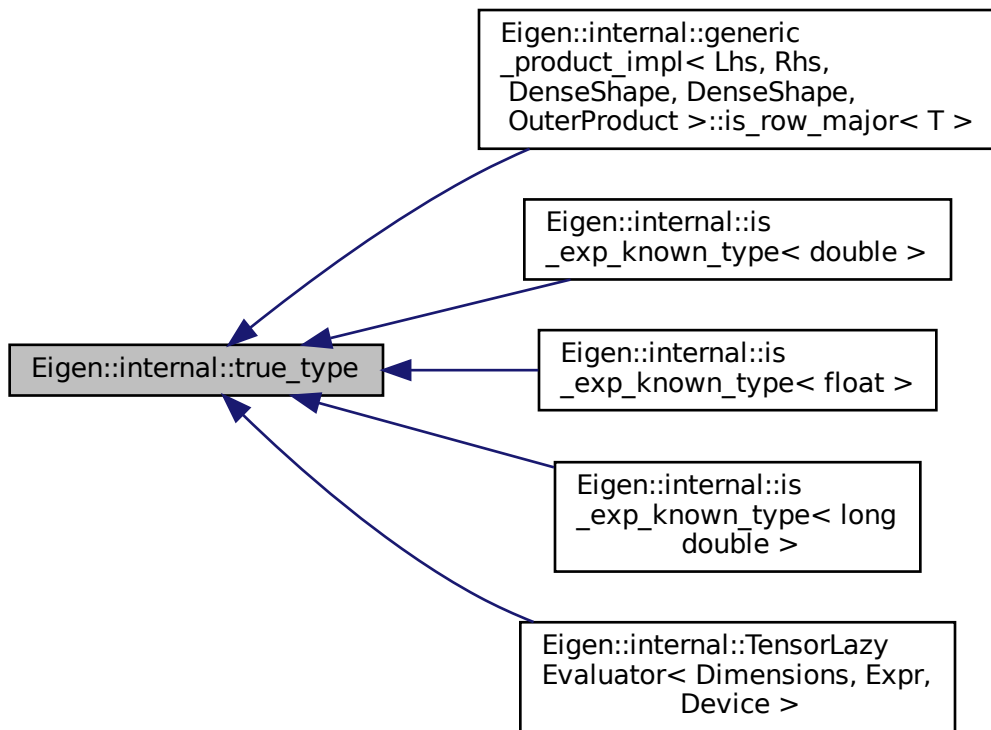 Eigen::internal::generic
_product_impl< Lhs, Rhs,
DenseShape, DenseShape,
OuterProduct >::is_row_major< T >
Eigen::internal::is
_exp_known_type< double >
Eigen::internal::true_type
Eigen::internal::is
_exp_known_type< float >
Eigen::internal::is
_exp_known_type< long
double >
Eigen::internal::TensorLazy
Evaluator< Dimensions, Expr,
Device >